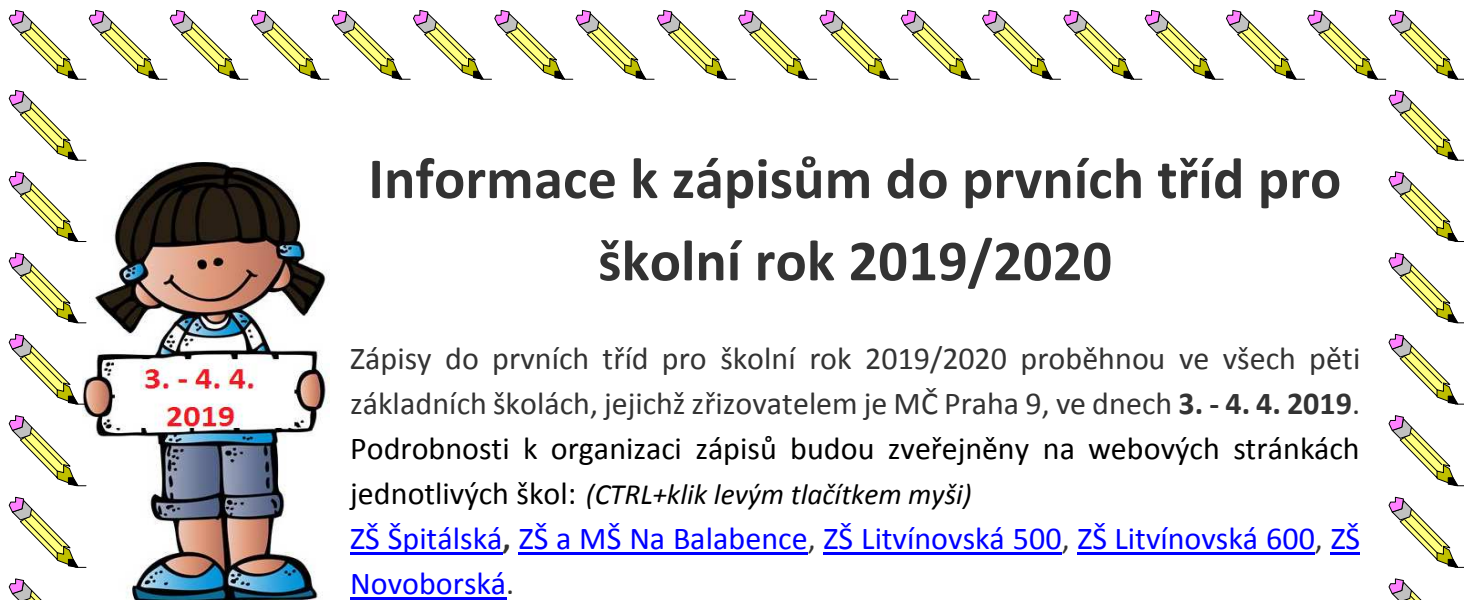 Informace k zápisům do prvních tříd pro
školní rok 2019/2020
3. - 4. 4.
2019
Zápisy do prvních tříd pro školní rok 2019/2020 proběhnou ve všech pěti
základních školách, jejichž zřizovatelem je MČ Praha 9, ve dnech 3. - 4. 4. 2019.
Podrobnosti k organizaci zápisů budou zveřejněny na webových stránkách
jednotlivých škol: (CTRL+klik levým tlačítkem myši)
ZŠ Špitálská, ZŠ a MŠ Na Balabence, ZŠ Litvínovská 500, ZŠ Litvínovská 600, ZŠ
Novoborská.